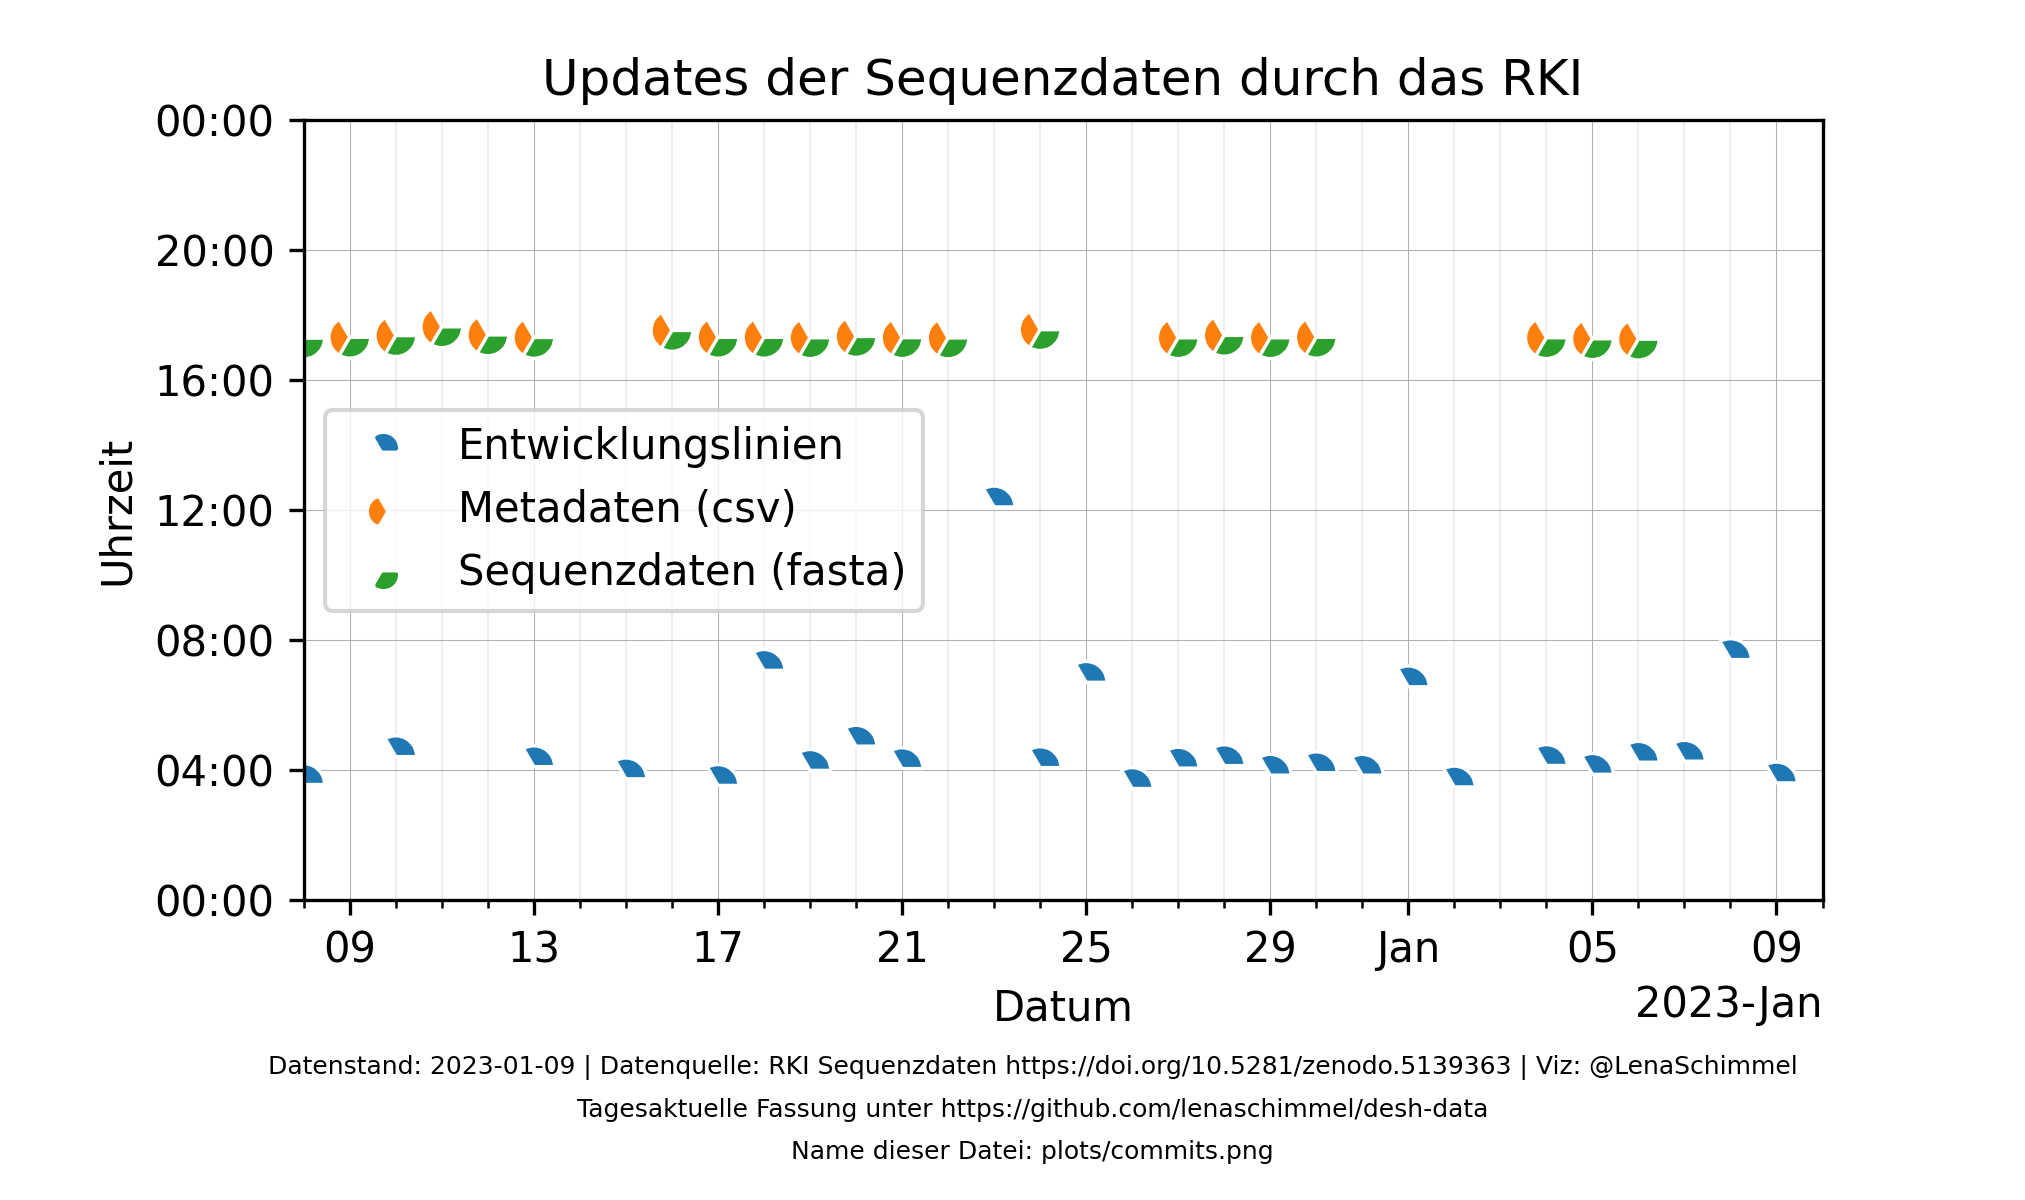 Updates der Sequenzdaten durch das RKI
00:00
20:00
16:00
12:00
08:00
04:00
00:00
Uhrzeit
Entwicklungslinien
Metadaten (csv)
Sequenzdaten (fasta)
09 13 17 21 25 29 Jan 05 09
2023-Jan
Datum
Datenstand: 2023-01-09 | Datenquelle: RKI Sequenzdaten https://doi.org/10.5281/zenodo.5139363 | Viz: @LenaSchimmel
Tagesaktuelle Fassung unter https://github.com/lenaschimmel/desh-data
Name dieser Datei: plots/commits.png